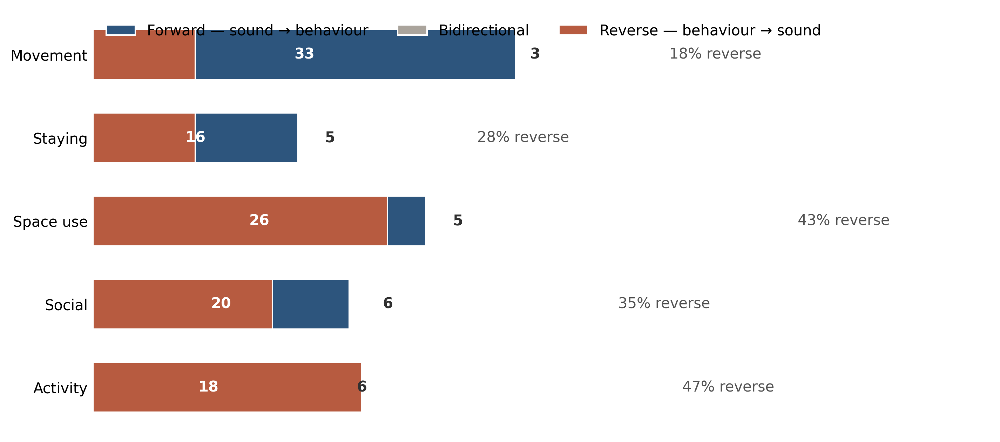 Forward — sound → behaviour Bidirectional Reverse — behaviour → sound
Movement 33 3 18% reverse
Staying 16 5 28% reverse
Space use 26 5 43% reverse
Social 20 6 35% reverse
Activity 18 6 47% reverse